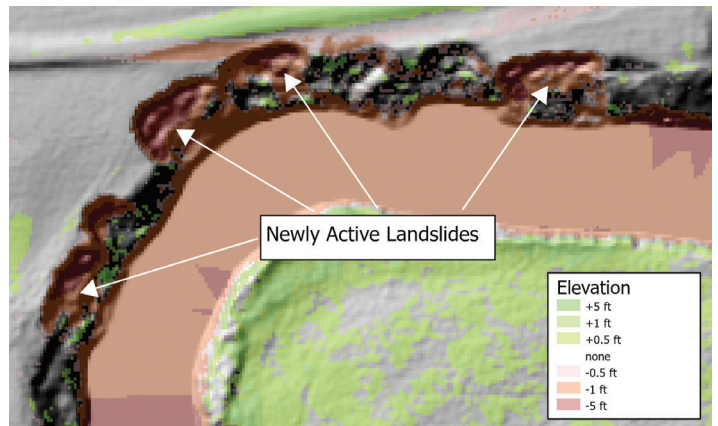 Newly Active Landslides
Elevation
+5 ft
+1 ft
+0.5 ft
none
-0.5 ft
-1 ft
-5 ft